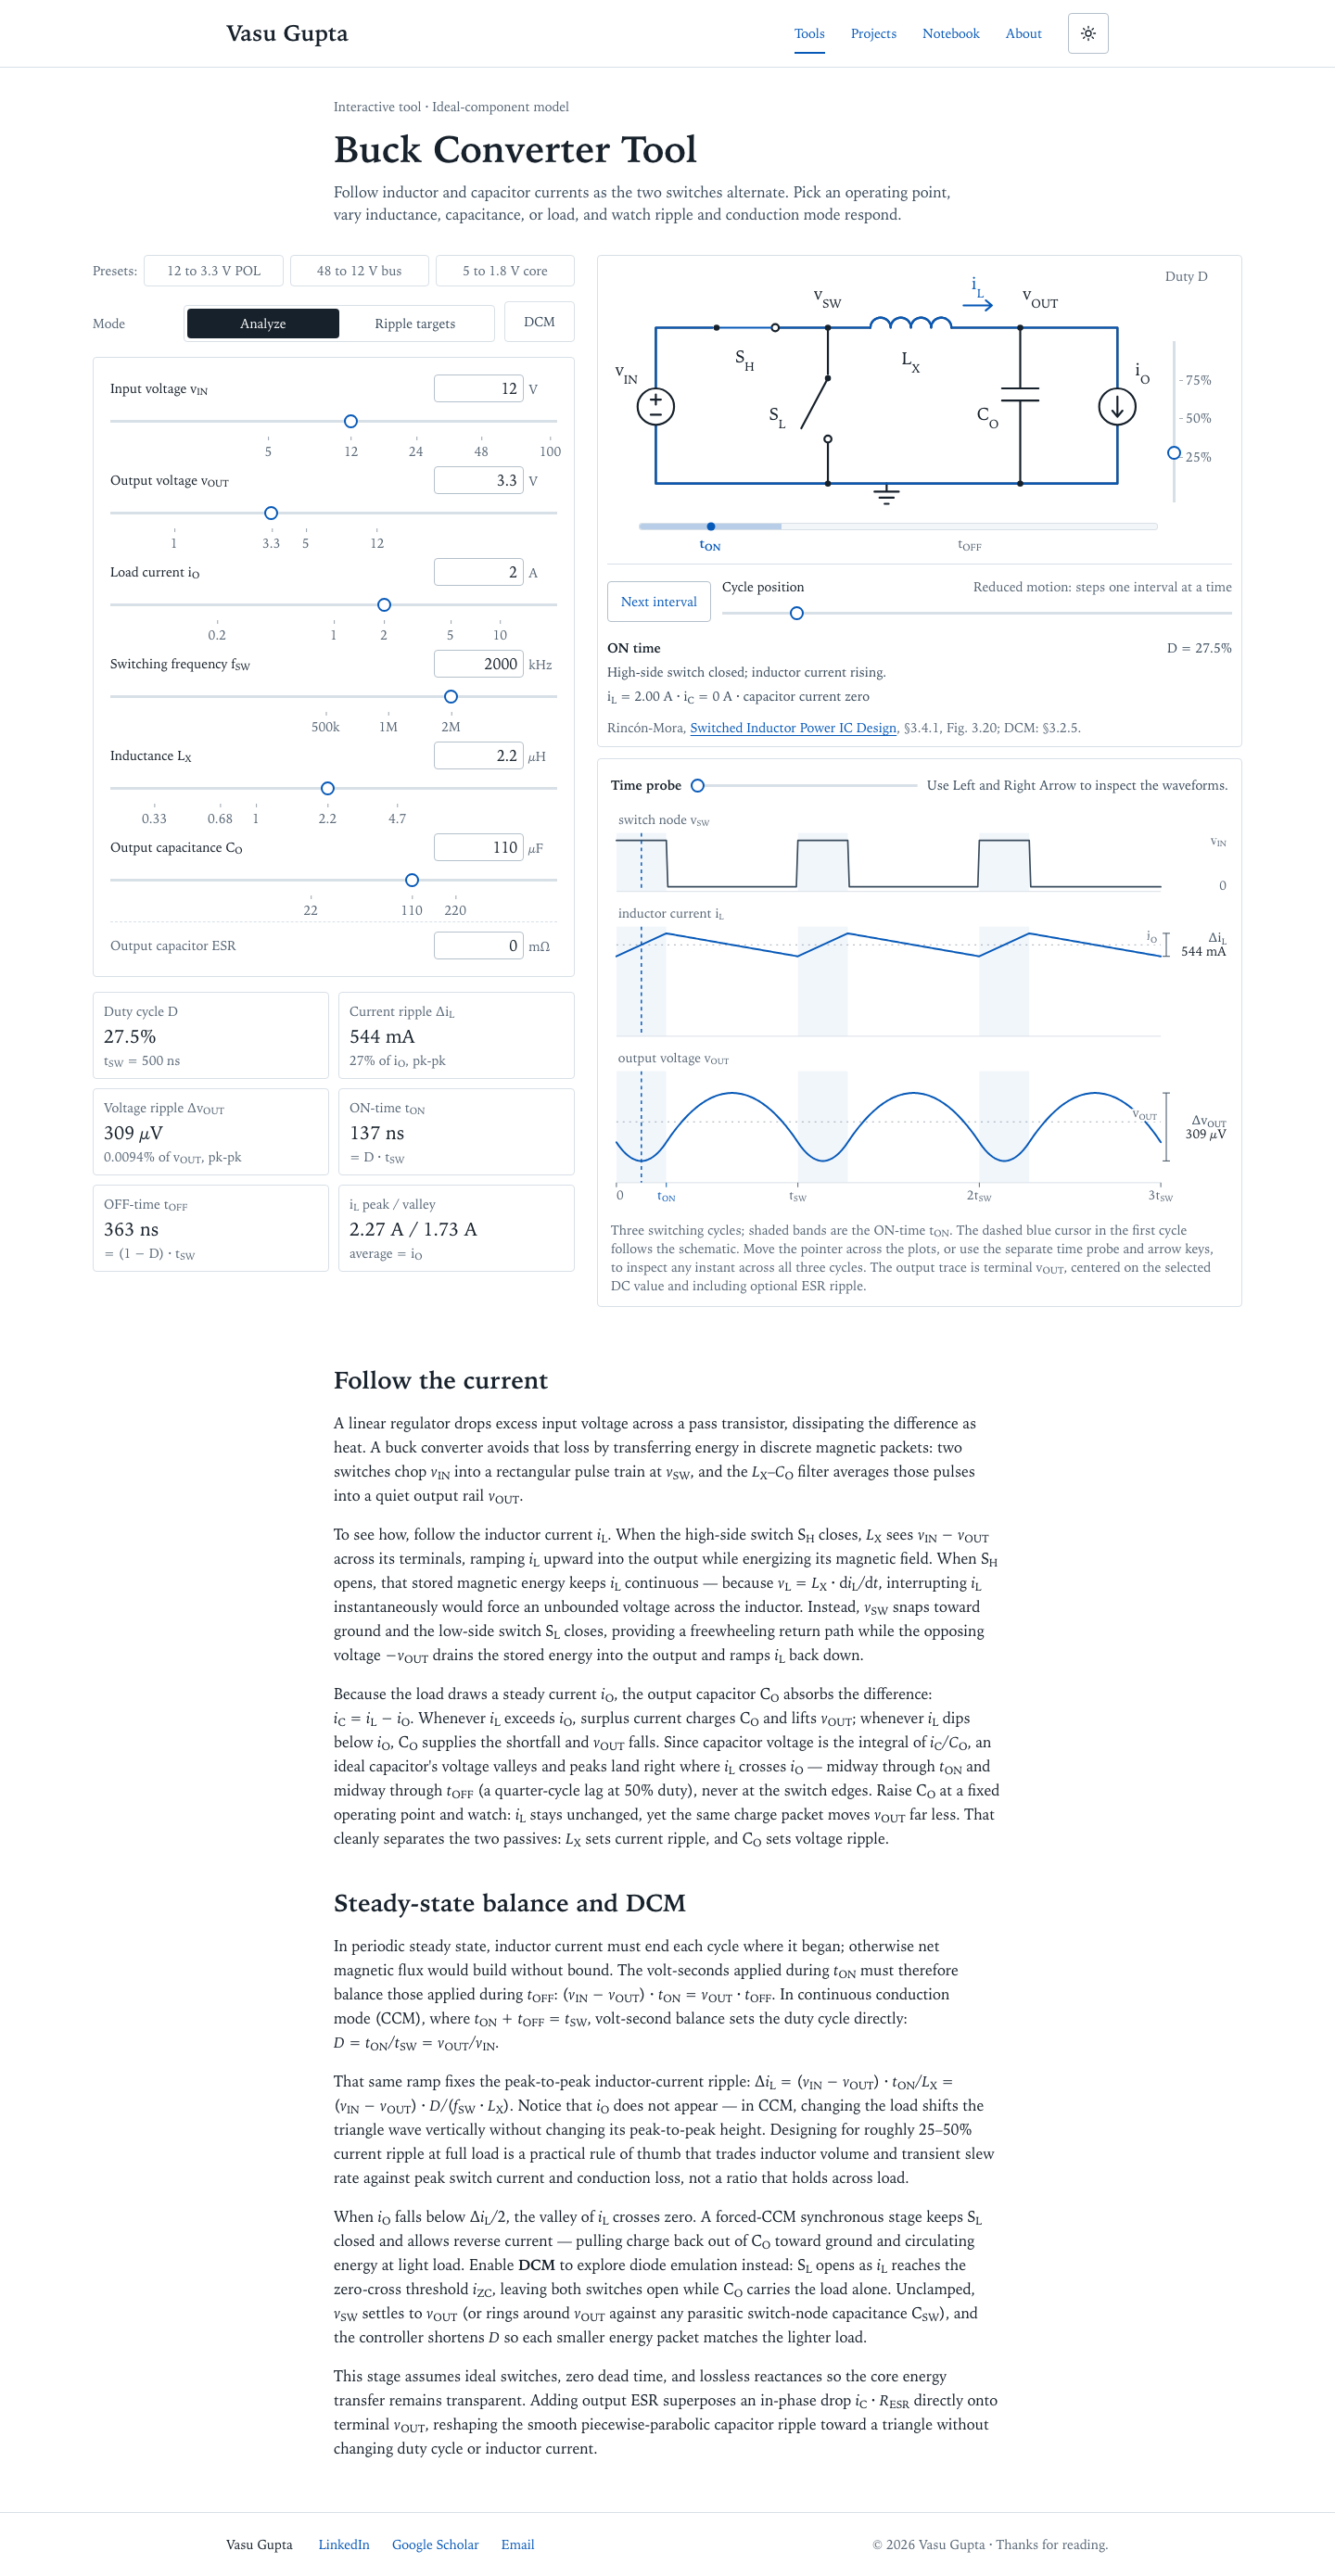 Vasu Gupta
Tools Projects Notebook About
Interactive tool · Ideal-component model
Buck Converter Tool
Follow inductor and capacitor currents as the two switches alternate. Pick an operating point,
vary inductance, capacitance, or load, and watch ripple and conduction mode respond.
Presets: 12 to 3.3 V POL 48 to 12 V bus 5 to 1.8 V core
Mode Analyze Ripple targets DCM
Input voltage vIN 12 V
5 12 24 48 100
Output voltage vOUT 3.3 V
1 3.3 5 12
Load current iO 2 A
0.2 1 2 5 10
Switching frequency fSW 2000 kHz
500k 1M 2M
Inductance LX 2.2 μH
0.33 0.68 1 2.2 4.7
Output capacitance CO 110 μF
22 110 220
Output capacitor ESR 0 mΩ
Duty cycle D
27.5%
tSW = 500 ns
Current ripple ΔiL
544 mA
27% of iO, pk-pk
Voltage ripple ΔvOUT
309 μV
0.0094% of vOUT, pk-pk
ON-time tON
137 ns
= D · tSW
OFF-time tOFF
363 ns
= (1 − D) · tSW
iL peak / valley
2.27 A / 1.73 A
average = iO
Duty D
iL
vSW
vOUT
SH
LX
vIN
iO
SL
CO
75%
50%
25%
tON tOFF
Next interval
Cycle position
Reduced motion: steps one interval at a time
ON time D = 27.5%
High-side switch closed; inductor current rising.
iL = 2.00 A · iC = 0 A · capacitor current zero
Rincón-Mora, Switched Inductor Power IC Design, §3.4.1, Fig. 3.20; DCM: §3.2.5.
Time probe Use Left and Right Arrow to inspect the waveforms.
switch node vSW
vIN
0
inductor current iL
iO
ΔiL
544 mA
output voltage vOUT
vOUT
ΔvOUT
309 μV
0 tON tSW 2tSW 3tSW
Three switching cycles; shaded bands are the ON-time tON. The dashed blue cursor in the first cycle
follows the schematic. Move the pointer across the plots, or use the separate time probe and arrow keys,
to inspect any instant across all three cycles. The output trace is terminal vOUT, centered on the selected
DC value and including optional ESR ripple.
Follow the current
A linear regulator drops excess input voltage across a pass transistor, dissipating the difference as
heat. A buck converter avoids that loss by transferring energy in discrete magnetic packets: two
switches chop vIN into a rectangular pulse train at vSW, and the LX–CO filter averages those pulses
into a quiet output rail vOUT.
To see how, follow the inductor current iL. When the high-side switch SH closes, LX sees vIN − vOUT
across its terminals, ramping iL upward into the output while energizing its magnetic field. When SH
opens, that stored magnetic energy keeps iL continuous — because vL = LX · diL/dt, interrupting iL
instantaneously would force an unbounded voltage across the inductor. Instead, vSW snaps toward
ground and the low-side switch SL closes, providing a freewheeling return path while the opposing
voltage −vOUT drains the stored energy into the output and ramps iL back down.
Because the load draws a steady current iO, the output capacitor CO absorbs the difference:
iC = iL − iO. Whenever iL exceeds iO, surplus current charges CO and lifts vOUT; whenever iL dips
below iO, CO supplies the shortfall and vOUT falls. Since capacitor voltage is the integral of iC/CO, an
ideal capacitor's voltage valleys and peaks land right where iL crosses iO — midway through tON and
midway through tOFF (a quarter-cycle lag at 50% duty), never at the switch edges. Raise CO at a fixed
operating point and watch: iL stays unchanged, yet the same charge packet moves vOUT far less. That
cleanly separates the two passives: LX sets current ripple, and CO sets voltage ripple.
Steady-state balance and DCM
In periodic steady state, inductor current must end each cycle where it began; otherwise net
magnetic flux would build without bound. The volt-seconds applied during tON must therefore
balance those applied during tOFF: (vIN − vOUT) · tON = vOUT · tOFF. In continuous conduction
mode (CCM), where tON + tOFF = tSW, volt-second balance sets the duty cycle directly:
D = tON/tSW = vOUT/vIN.
That same ramp fixes the peak-to-peak inductor-current ripple: ΔiL = (vIN − vOUT) · tON/LX =
(vIN − vOUT) · D/(fSW · LX). Notice that iO does not appear — in CCM, changing the load shifts the
triangle wave vertically without changing its peak-to-peak height. Designing for roughly 25–50%
current ripple at full load is a practical rule of thumb that trades inductor volume and transient slew
rate against peak switch current and conduction loss, not a ratio that holds across load.
When iO falls below ΔiL/2, the valley of iL crosses zero. A forced-CCM synchronous stage keeps SL
closed and allows reverse current — pulling charge back out of CO toward ground and circulating
energy at light load. Enable DCM to explore diode emulation instead: SL opens as iL reaches the
zero-cross threshold iZC, leaving both switches open while CO carries the load alone. Unclamped,
vSW settles to vOUT (or rings around vOUT against any parasitic switch-node capacitance CSW), and
the controller shortens D so each smaller energy packet matches the lighter load.
This stage assumes ideal switches, zero dead time, and lossless reactances so the core energy
transfer remains transparent. Adding output ESR superposes an in-phase drop iC · RESR directly onto
terminal vOUT, reshaping the smooth piecewise-parabolic capacitor ripple toward a triangle without
changing duty cycle or inductor current.
Vasu Gupta LinkedIn Google Scholar Email © 2026 Vasu Gupta · Thanks for reading.